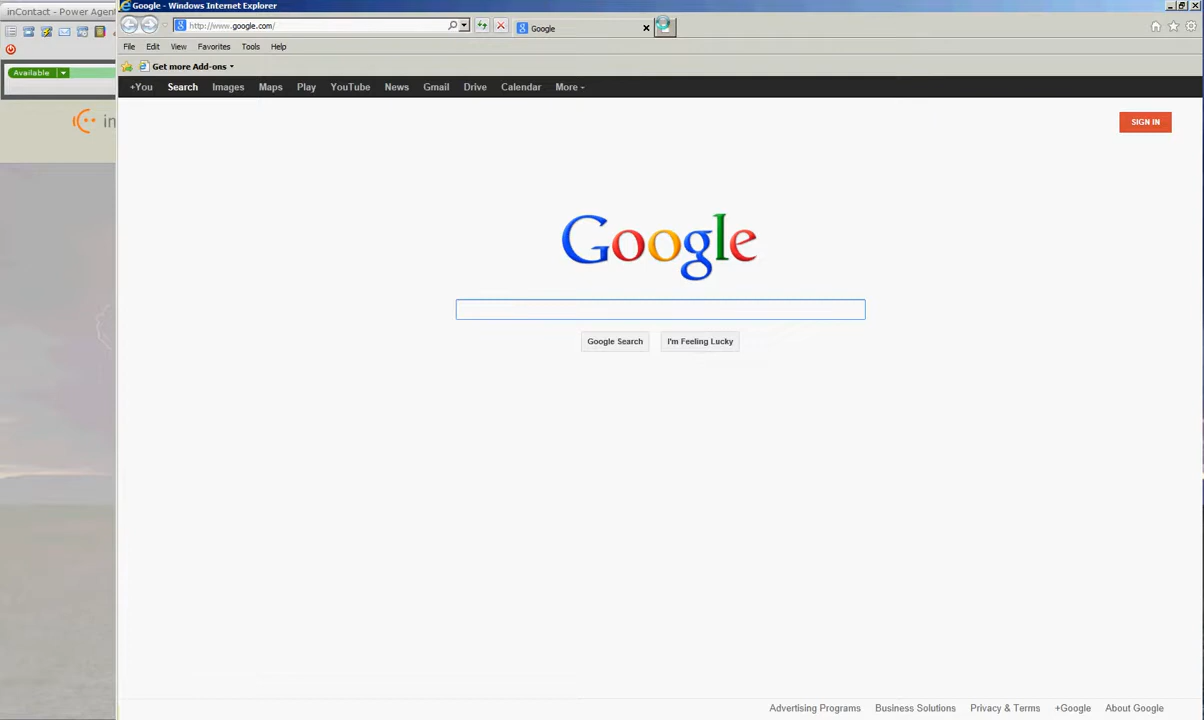 inContact - Power Agent
Google - Windows Internet Explorer
http://www.google.com/
Google
File Edit View Favorites Tools Help
Available
Get more Add-ons
+You Search Images Maps Play YouTube News Gmail Drive Calendar More
in
SIGN IN
Google
Google Search I'm Feeling Lucky
Advertising Programs Business Solutions Privacy & Terms +Google About Google